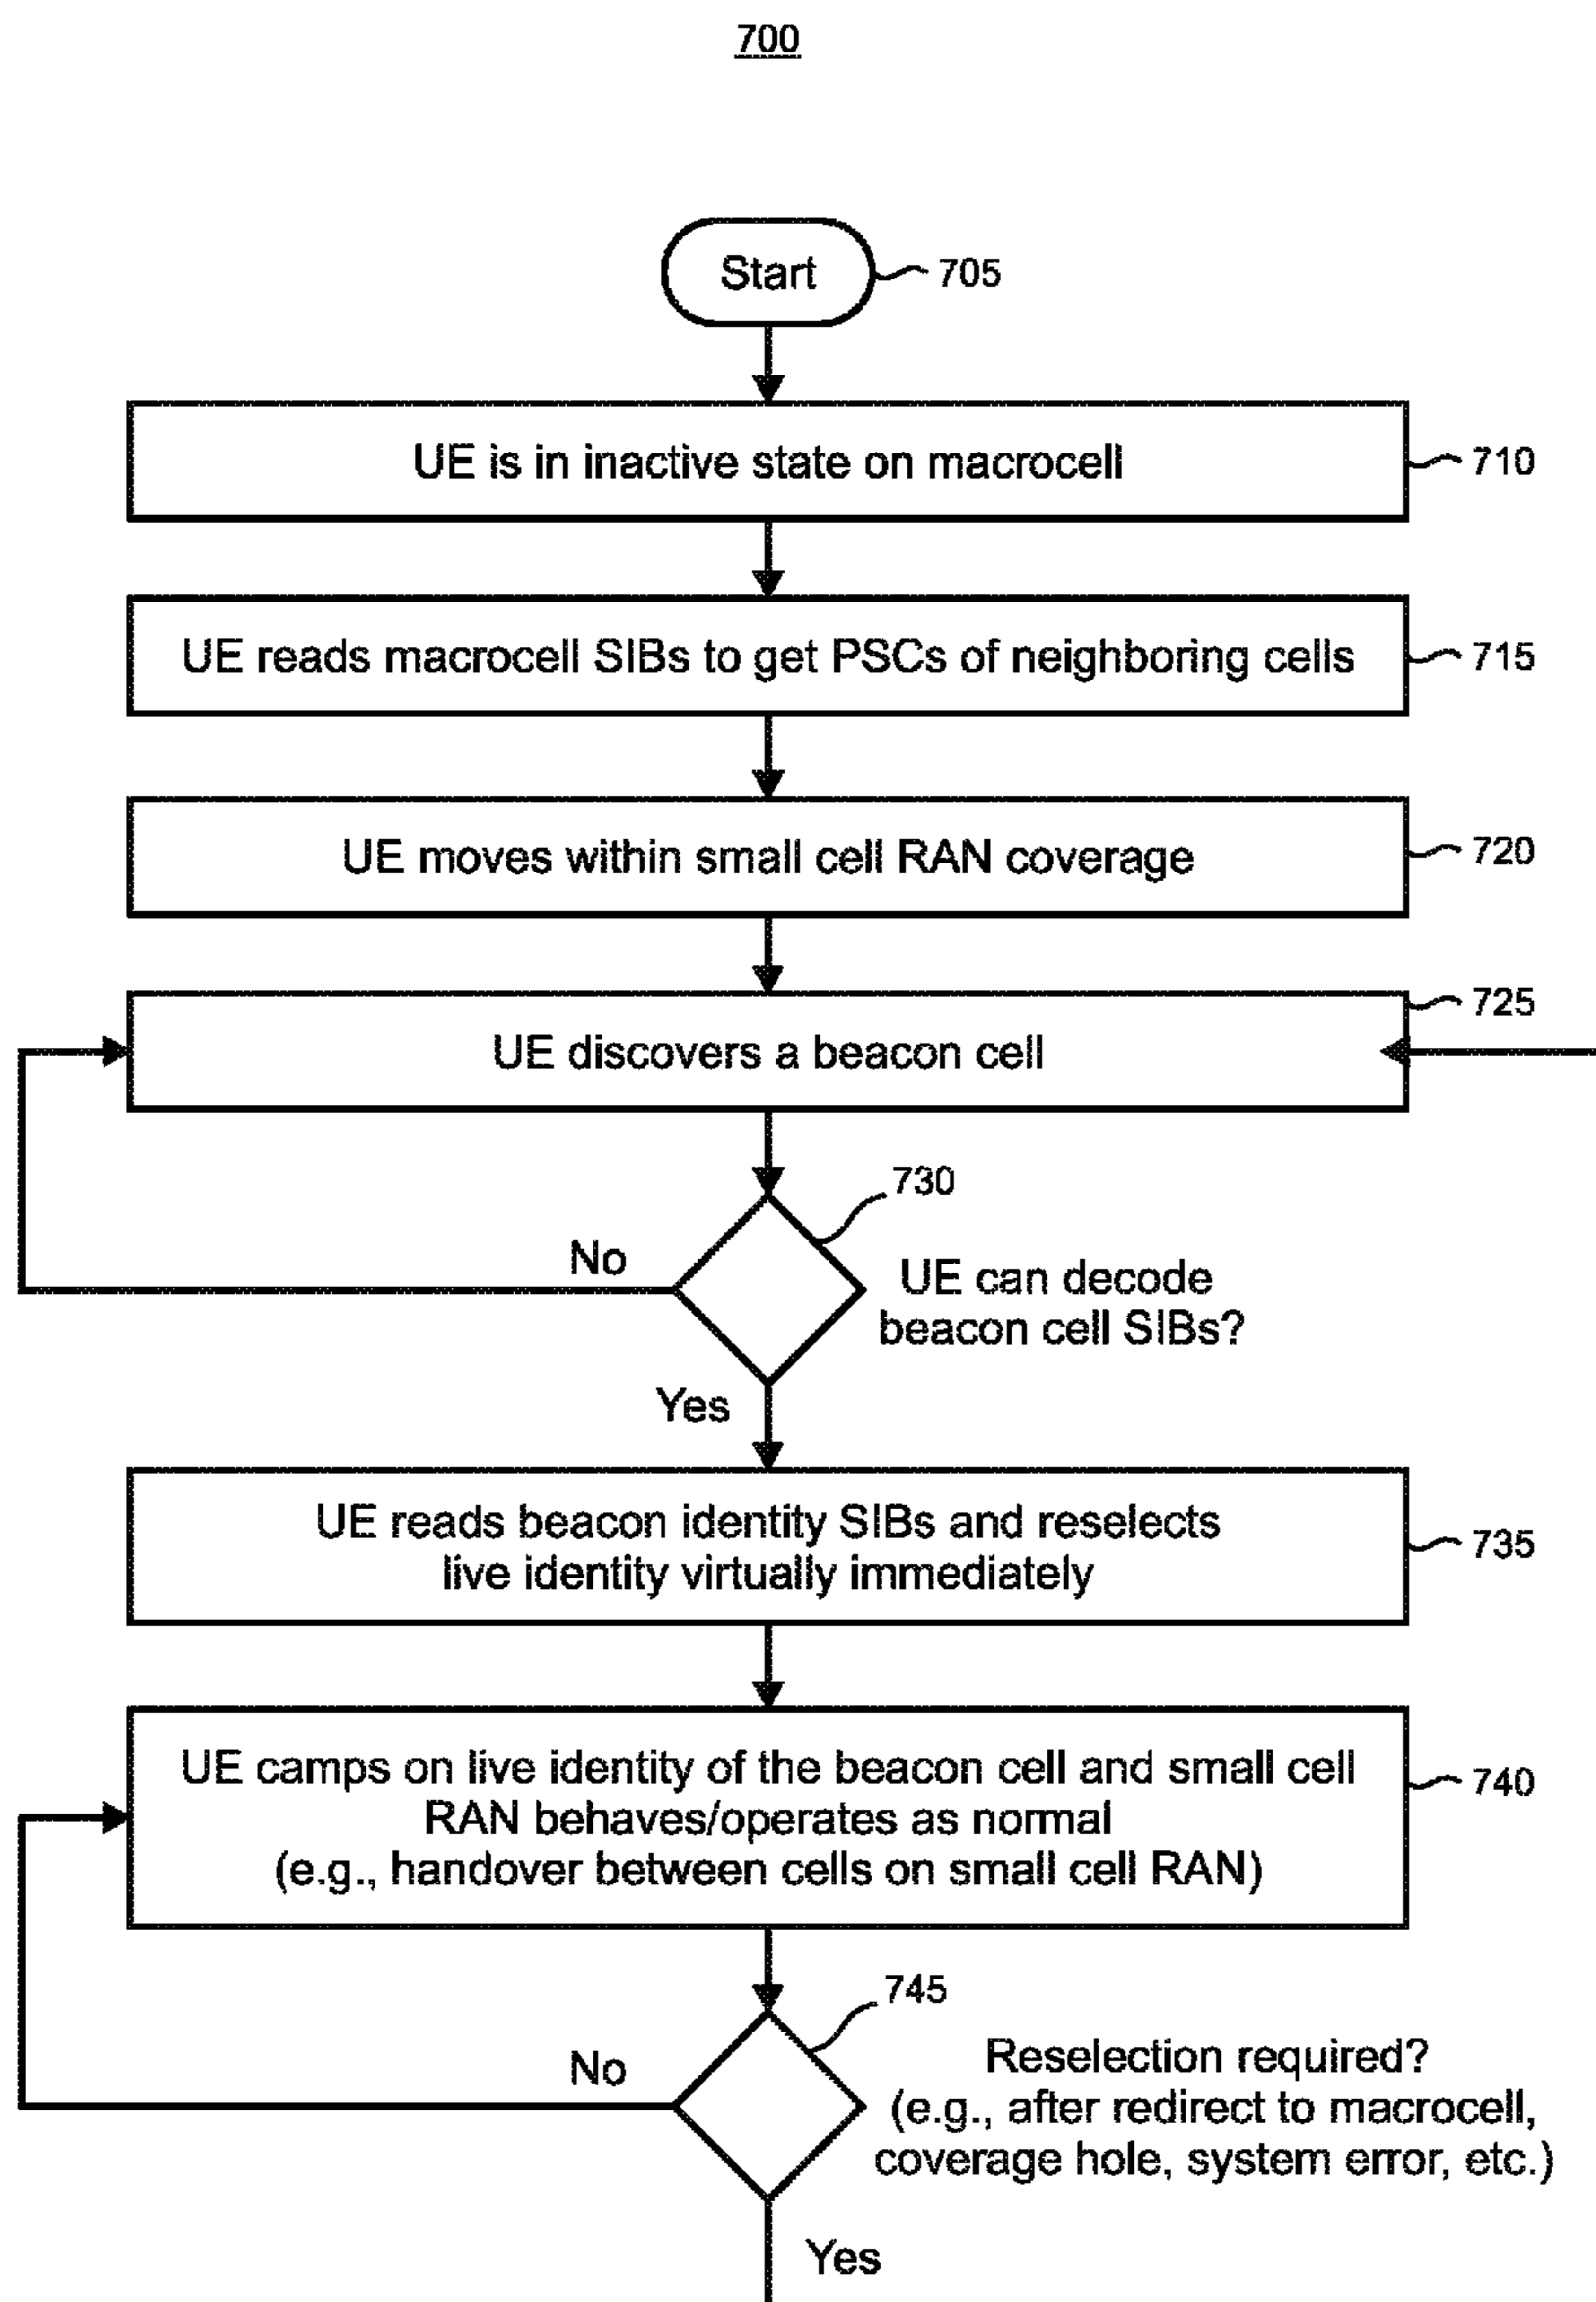 700
Start
705
UE is in inactive state on macrocell
710
UE reads macrocell SIBs to get PSCs of neighboring cells
715
UE moves within small cell RAN coverage
720
UE discovers a beacon cell
725
730
No
UE can decode
beacon cell SIBs?
Yes
UE reads beacon identity SIBs and reselects
live identity virtually immediately
735
UE camps on live identity of the beacon cell and small cell
RAN behaves/operates as normal
(e.g., handover between cells on small cell RAN)
740
745
No
Reselection required?
(e.g., after redirect to macrocell,
coverage hole, system error, etc.)
Yes